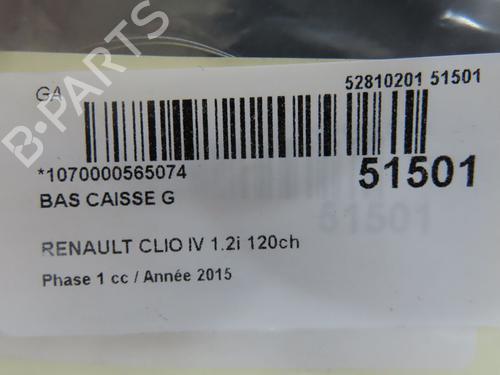 GA
52810201 51501
*1070000565074
51501
BAS CAISSE G
51501
RENAULT CLIO IV 1.2i 120ch
Phase 1 cc / Année 2015
B-PARTS